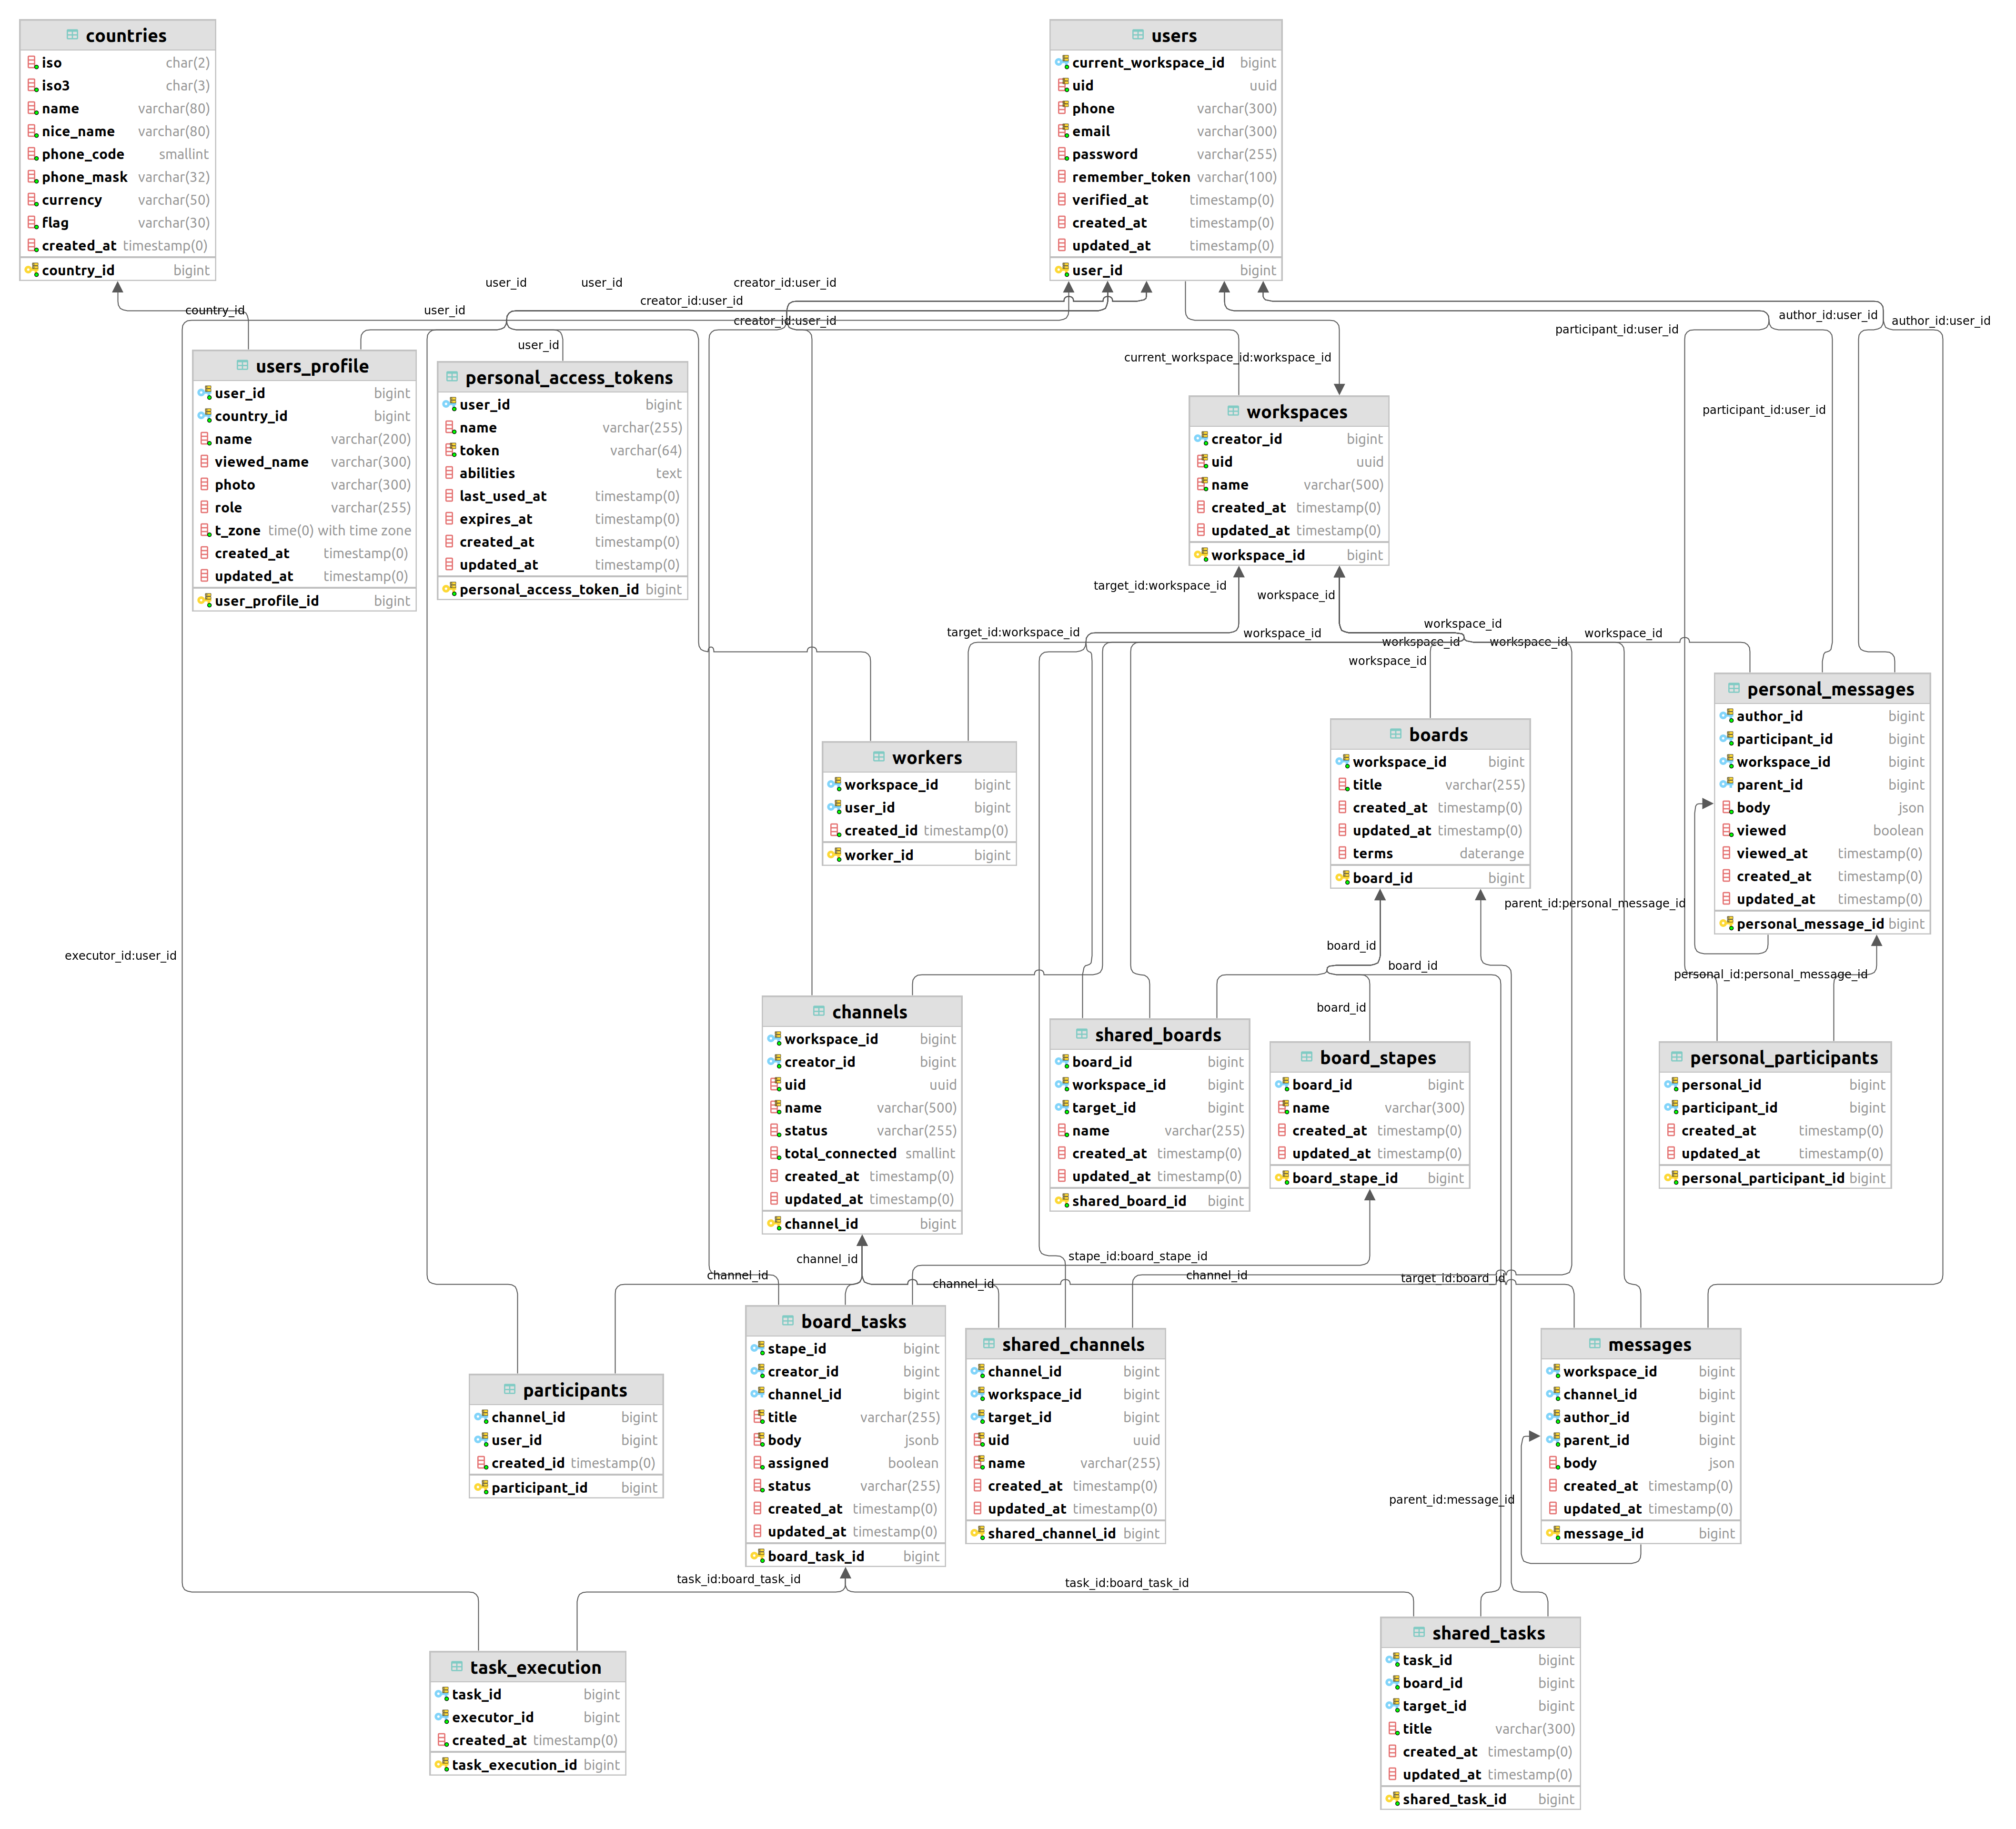 countries
iso char(2)
iso3 char(3)
name varchar(80)
nice_name varchar(80)
phone_code smallint
phone_mask varchar(32)
currency varchar(50)
flag varchar(30)
created_at timestamp(0)
country_id bigint
users
current_workspace_id bigint
uid uuid
phone varchar(300)
email varchar(300)
password varchar(255)
remember_token varchar(100)
verified_at timestamp(0)
created_at timestamp(0)
updated_at timestamp(0)
user_id bigint
user_id
user_id
creator_id:user_id
creator_id:user_id
country_id
user_id
creator_id:user_id
participant_id:user_id
author_id:user_id
author_id:user_id
user_id
current_workspace_id:workspace_id
participant_id:user_id
users_profile
user_id bigint
country_id bigint
name varchar(200)
viewed_name varchar(300)
photo varchar(300)
role varchar(255)
t_zone time(0) with time zone
created_at timestamp(0)
updated_at timestamp(0)
user_profile_id bigint
personal_access_tokens
user_id bigint
name varchar(255)
token varchar(64)
abilities text
last_used_at timestamp(0)
expires_at timestamp(0)
created_at timestamp(0)
updated_at timestamp(0)
personal_access_token_id bigint
workspaces
creator_id bigint
uid uuid
name varchar(500)
created_at timestamp(0)
updated_at timestamp(0)
workspace_id bigint
target_id:workspace_id
workspace_id
workspace_id
target_id:workspace_id
workspace_id
workspace_id
workspace_id
workspace_id
workspace_id
personal_messages
author_id bigint
participant_id bigint
workspace_id bigint
parent_id bigint
body json
viewed boolean
viewed_at timestamp(0)
created_at timestamp(0)
updated_at timestamp(0)
personal_message_id bigint
boards
workspace_id bigint
title varchar(255)
created_at timestamp(0)
updated_at timestamp(0)
terms daterange
board_id bigint
workers
workspace_id bigint
user_id bigint
created_id timestamp(0)
worker_id bigint
parent_id:personal_message_id
board_id
executor_id:user_id
board_id
personal_id:personal_message_id
board_id
channels
workspace_id bigint
creator_id bigint
uid uuid
name varchar(500)
status varchar(255)
total_connected smallint
created_at timestamp(0)
updated_at timestamp(0)
channel_id bigint
shared_boards
board_id bigint
workspace_id bigint
target_id bigint
name varchar(255)
created_at timestamp(0)
updated_at timestamp(0)
shared_board_id bigint
board_stapes
board_id bigint
name varchar(300)
created_at timestamp(0)
updated_at timestamp(0)
board_stape_id bigint
personal_participants
personal_id bigint
participant_id bigint
created_at timestamp(0)
updated_at timestamp(0)
personal_participant_id bigint
channel_id
stape_id:board_stape_id
channel_id
channel_id
channel_id
target_id:board_id
board_tasks
stape_id bigint
creator_id bigint
channel_id bigint
title varchar(255)
body jsonb
assigned boolean
status varchar(255)
created_at timestamp(0)
updated_at timestamp(0)
board_task_id bigint
shared_channels
channel_id bigint
workspace_id bigint
target_id bigint
uid uuid
name varchar(255)
created_at timestamp(0)
updated_at timestamp(0)
shared_channel_id bigint
messages
workspace_id bigint
channel_id bigint
author_id bigint
parent_id bigint
body json
created_at timestamp(0)
updated_at timestamp(0)
message_id bigint
participants
channel_id bigint
user_id bigint
created_id timestamp(0)
participant_id bigint
parent_id:message_id
task_id:board_task_id
task_id:board_task_id
task_execution
task_id bigint
executor_id bigint
created_at timestamp(0)
task_execution_id bigint
shared_tasks
task_id bigint
board_id bigint
target_id bigint
title varchar(300)
created_at timestamp(0)
updated_at timestamp(0)
shared_task_id bigint